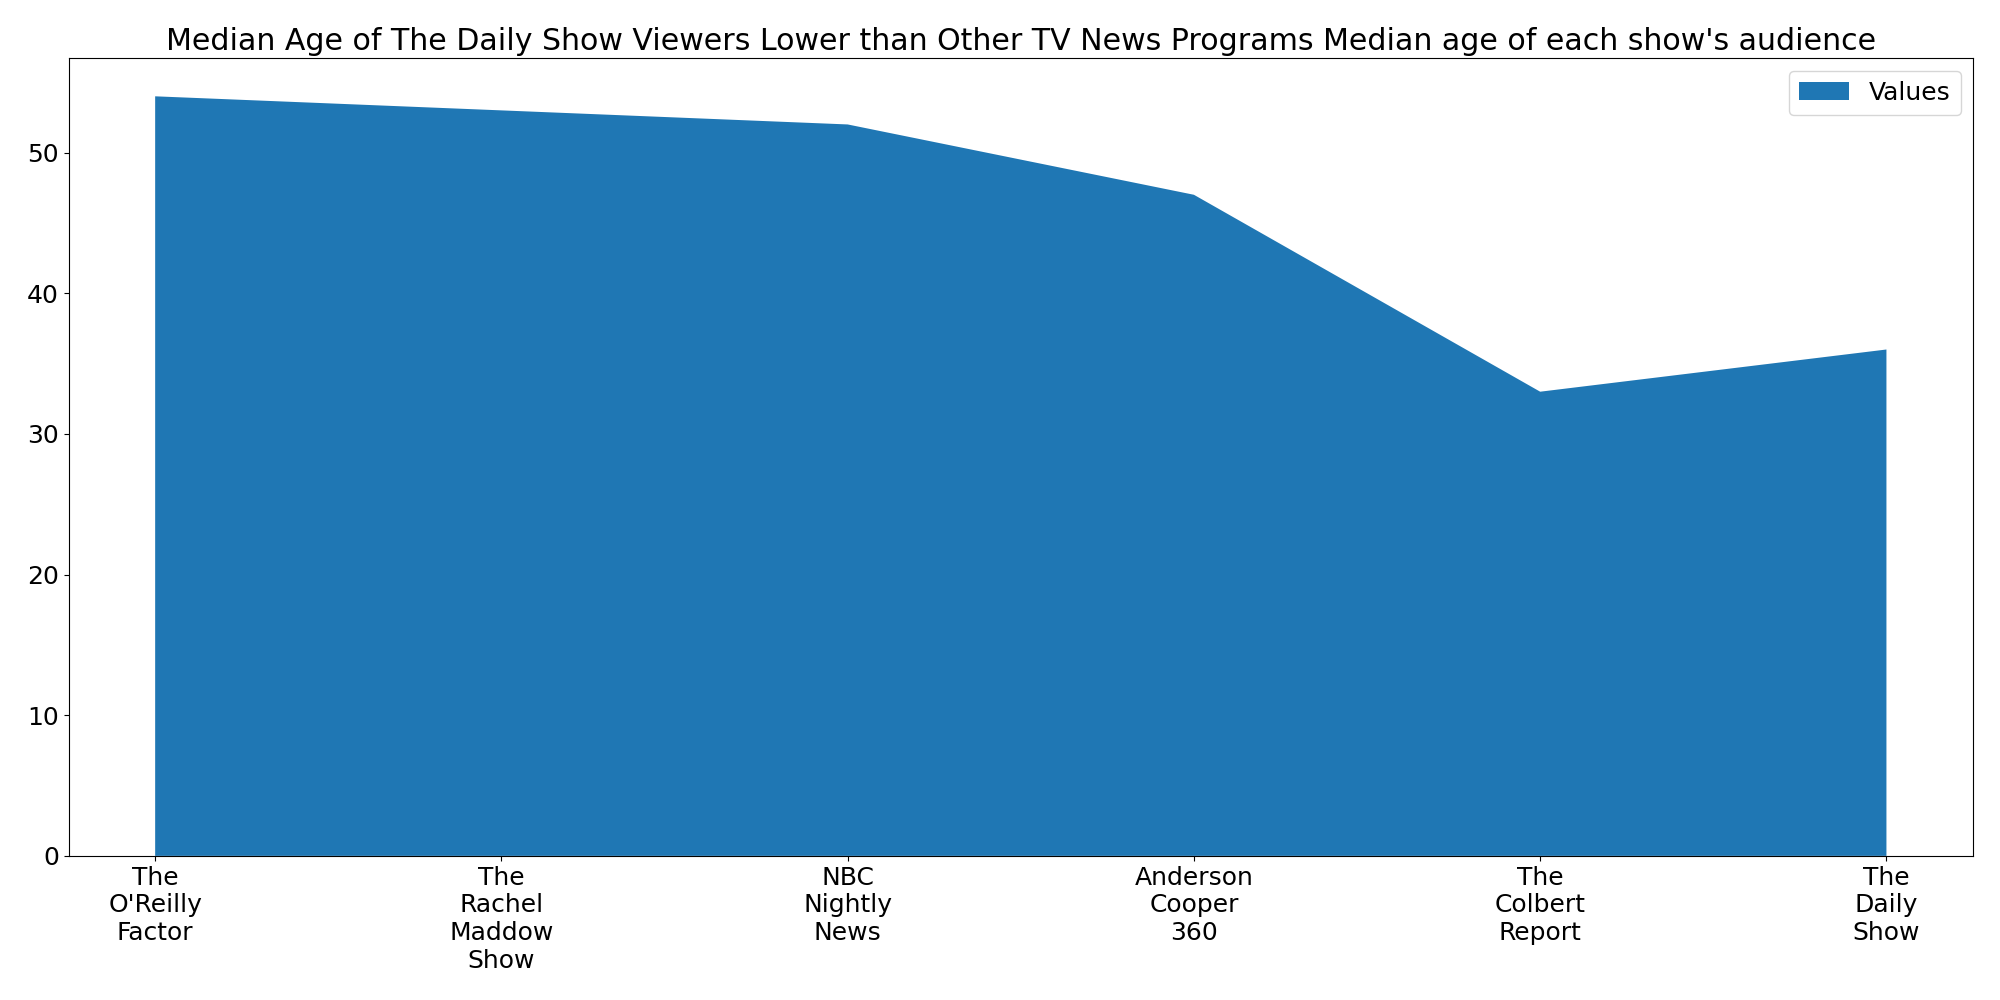 Median Age of The Daily Show Viewers Lower than Other TV News Programs Median age of each show's audience
Values
50
40
30
20
10
0
The
O'Reilly
Factor
The
Rachel
Maddow
Show
NBC
Nightly
News
Anderson
Cooper
360
The
Colbert
Report
The
Daily
Show